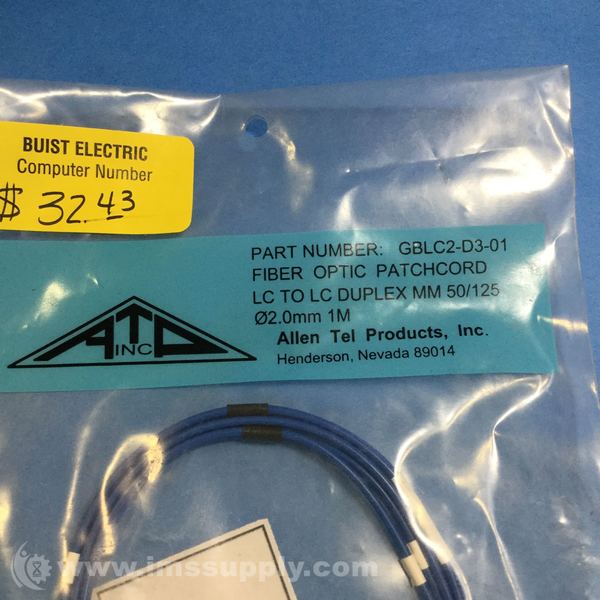 BUIST ELECTRIC
Computer Number
$ 32.43
PART NUMBER: GBLC2-D3-01
FIBER OPTIC PATCHCORD
LC TO LC DUPLEX MM 50/125
Ø2.0mm 1M
Allen Tel Products, Inc.
Henderson, Nevada 89014
ATP
INC
www.imssupply.com